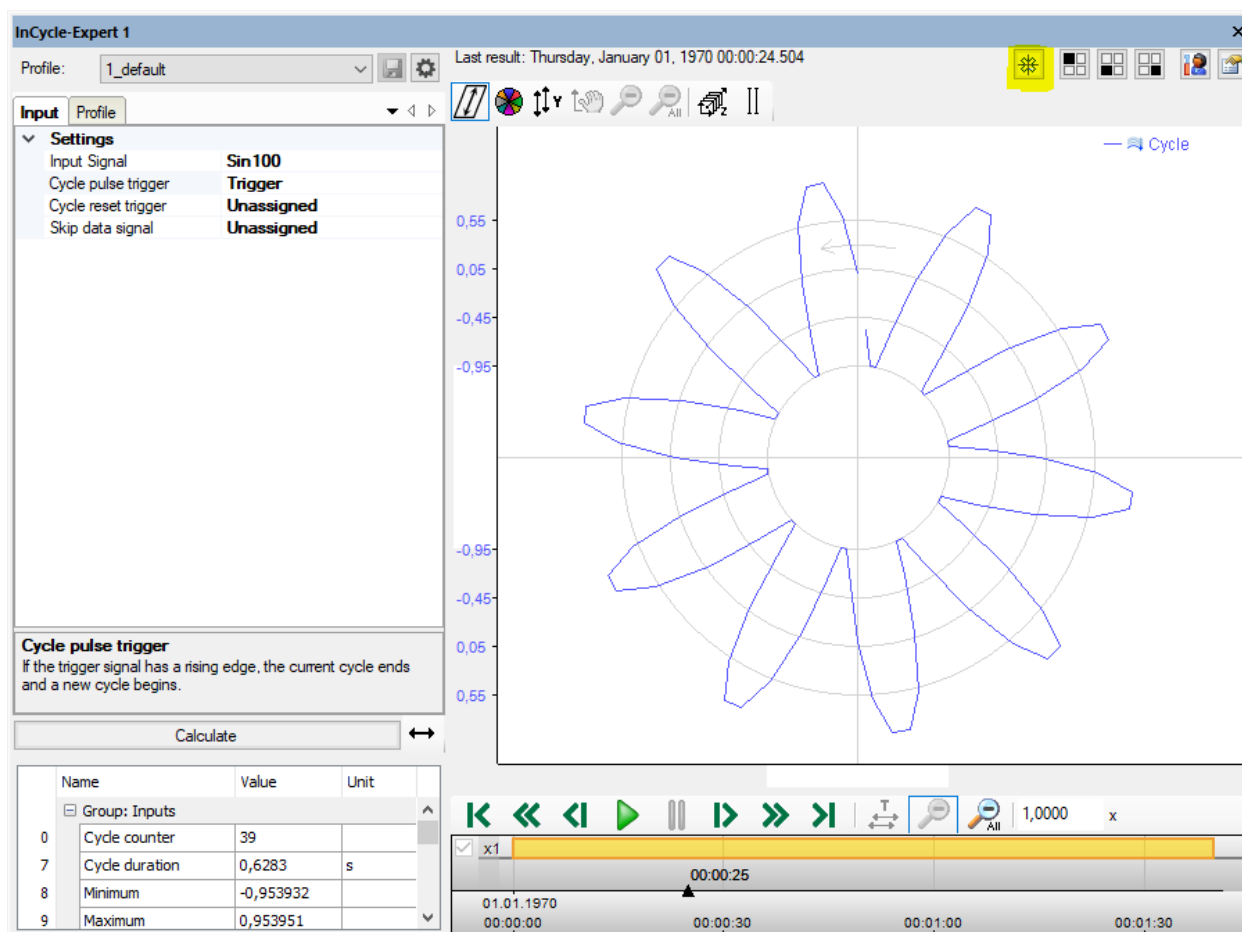 InCycle-Expert 1
Profile: 1_default
Last result: Thursday, January 01, 1970 00:00:24.504
Input Profile
Settings
Input Signal Sin100
Cycle pulse trigger Trigger
Cycle reset trigger Unassigned
Skip data signal Unassigned
Cycle pulse trigger
If the trigger signal has a rising edge, the current cycle ends
and a new cycle begins.
Calculate
Name Value Unit
Group: Inputs
0 Cycle counter 39
7 Cycle duration 0,6283 s
8 Minimum -0,953932
9 Maximum 0,953951
Y All Z
Cycle
0,55
0,05
-0,45
-0,95
-0,95
-0,45
0,05
0,55
T All 1,0000 x
x1
00:00:25
01.01.1970
00:00:00 00:00:30 00:01:00 00:01:30